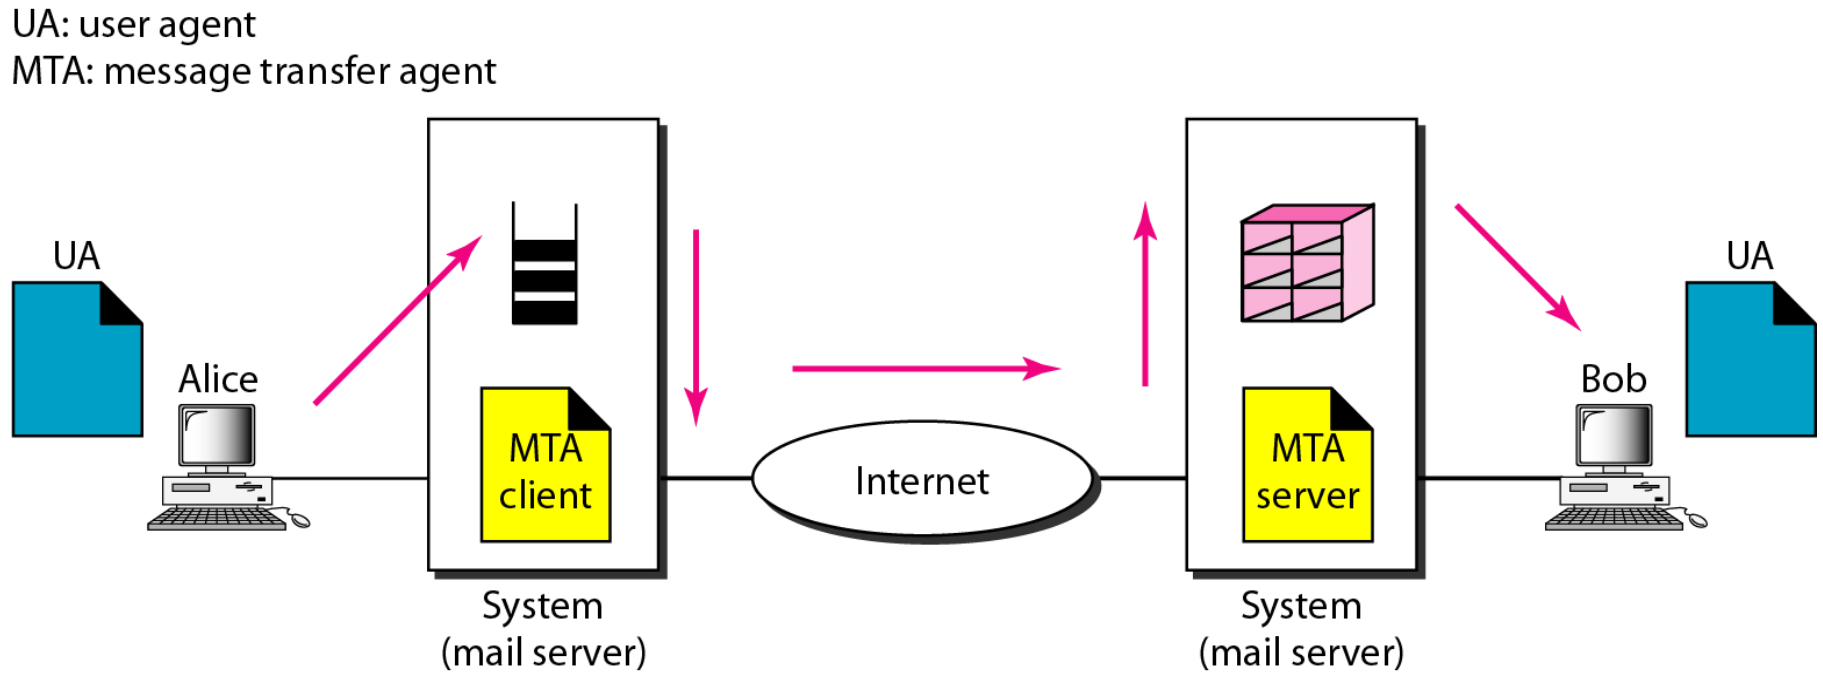 UA: user agent
MTA: message transfer agent
UA
Alice
MTA
client
System
(mail server)
Internet
MTA
server
System
(mail server)
Bob
UA